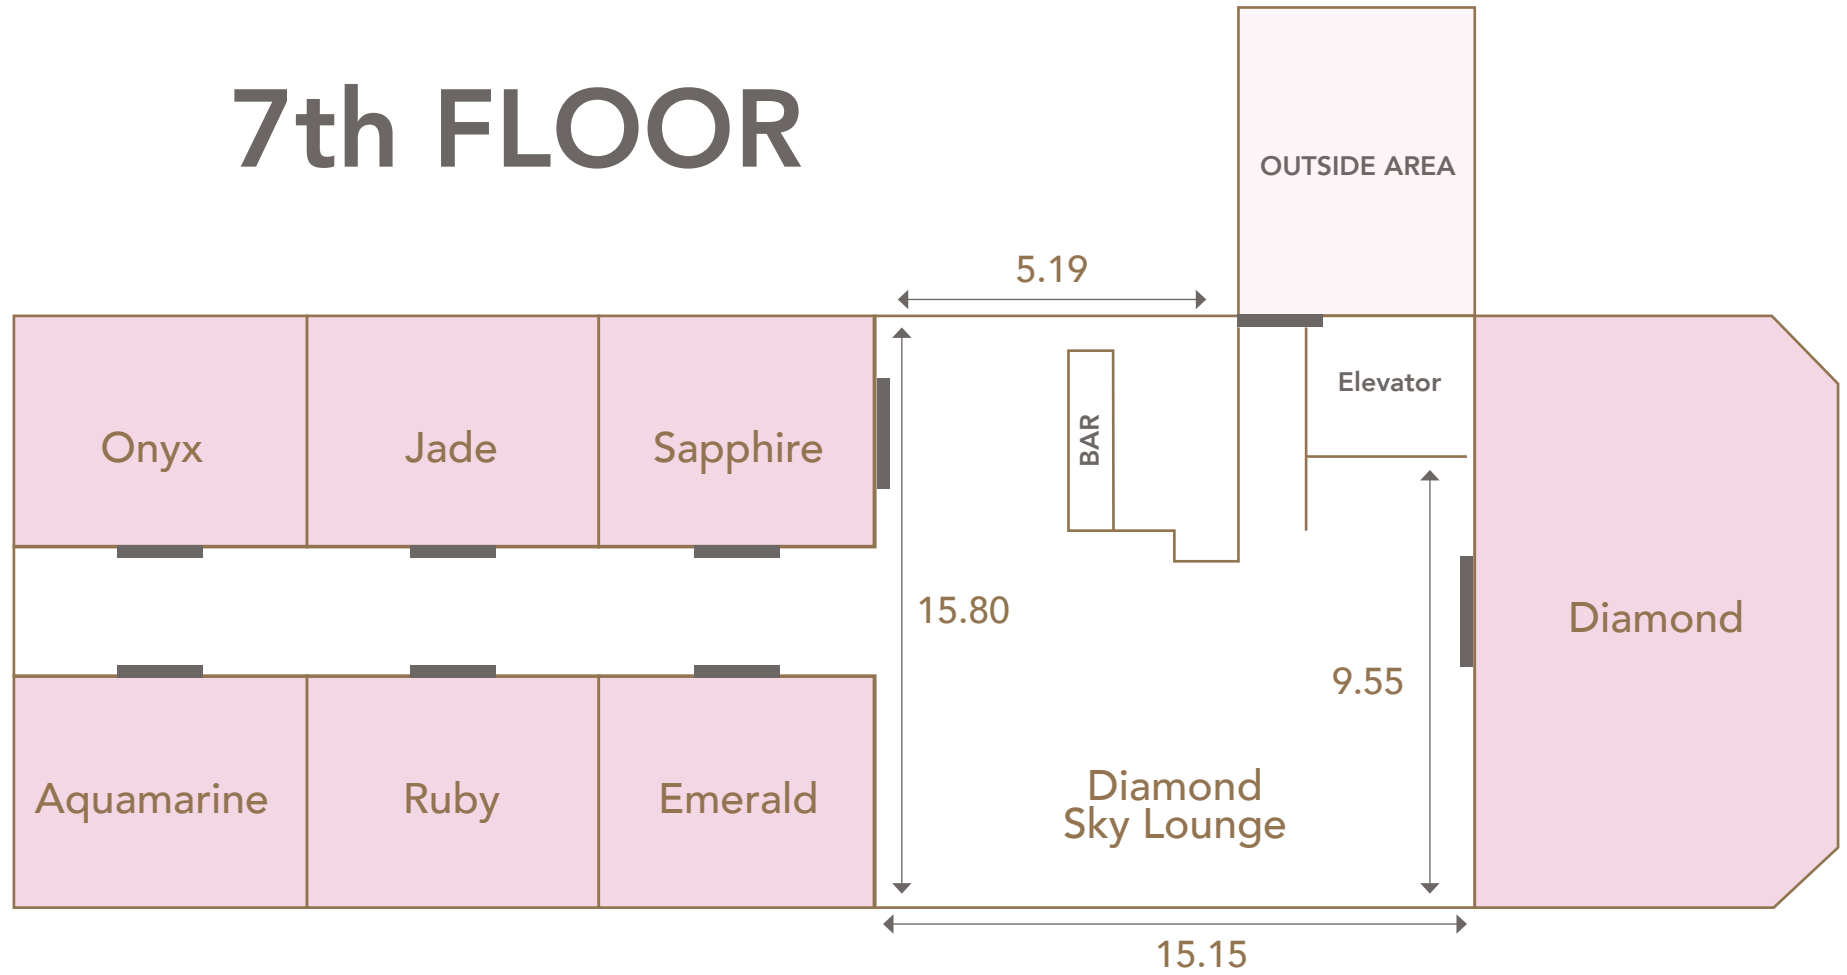 7th FLOOR
OUTSIDE AREA
5.19
Elevator
BAR
Onyx
Jade
Sapphire
15.80
Diamond
9.55
Aquamarine
Ruby
Emerald
Diamond
Sky Lounge
15.15